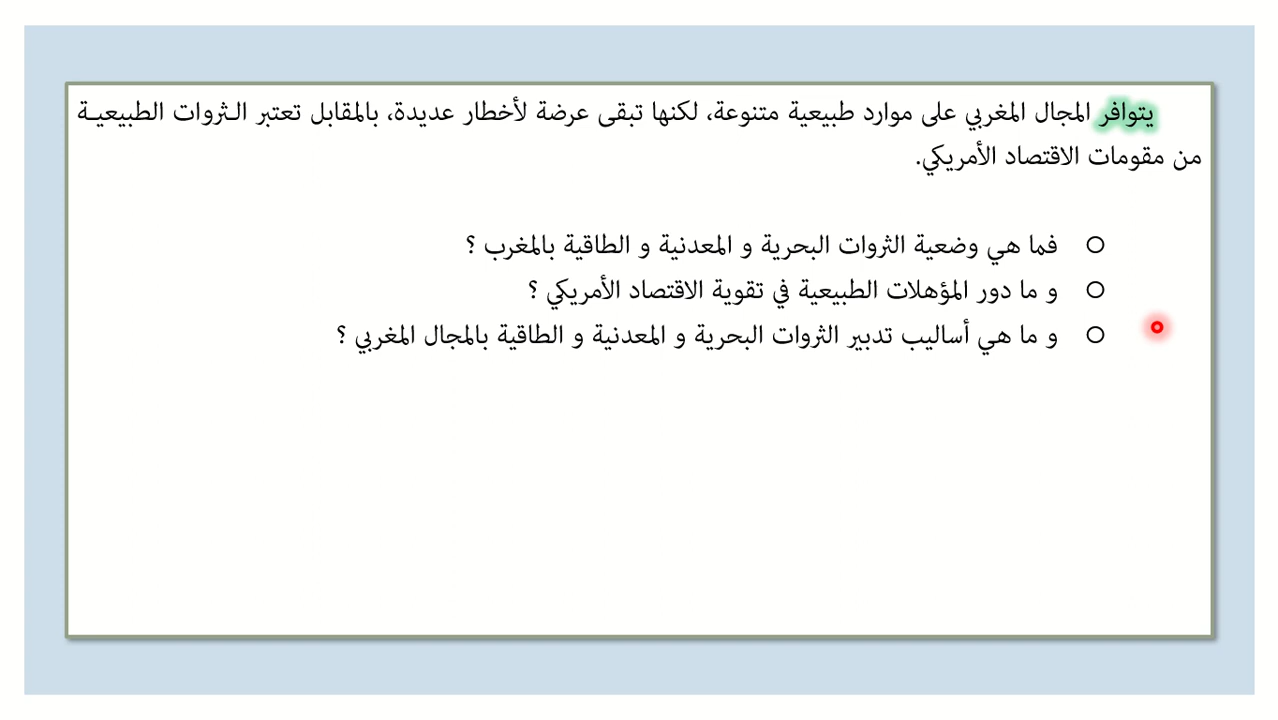 يتوافر المجال المغربي على موارد طبيعية متنوعة، لكنها تبقى عرضة لأخطار عديدة، بالمقابل تعتبر الـثروات الطبيعيـة
من مقومات الاقتصاد الأمريكي.
○ فما هي وضعية الثروات البحرية و المعدنية و الطاقية بالمغرب ؟
○ و ما دور المؤهلات الطبيعية في تقوية الاقتصاد الأمريكي ؟
○ و ما هي أساليب تدبير الثروات البحرية و المعدنية و الطاقية بالمجال المغربي ؟